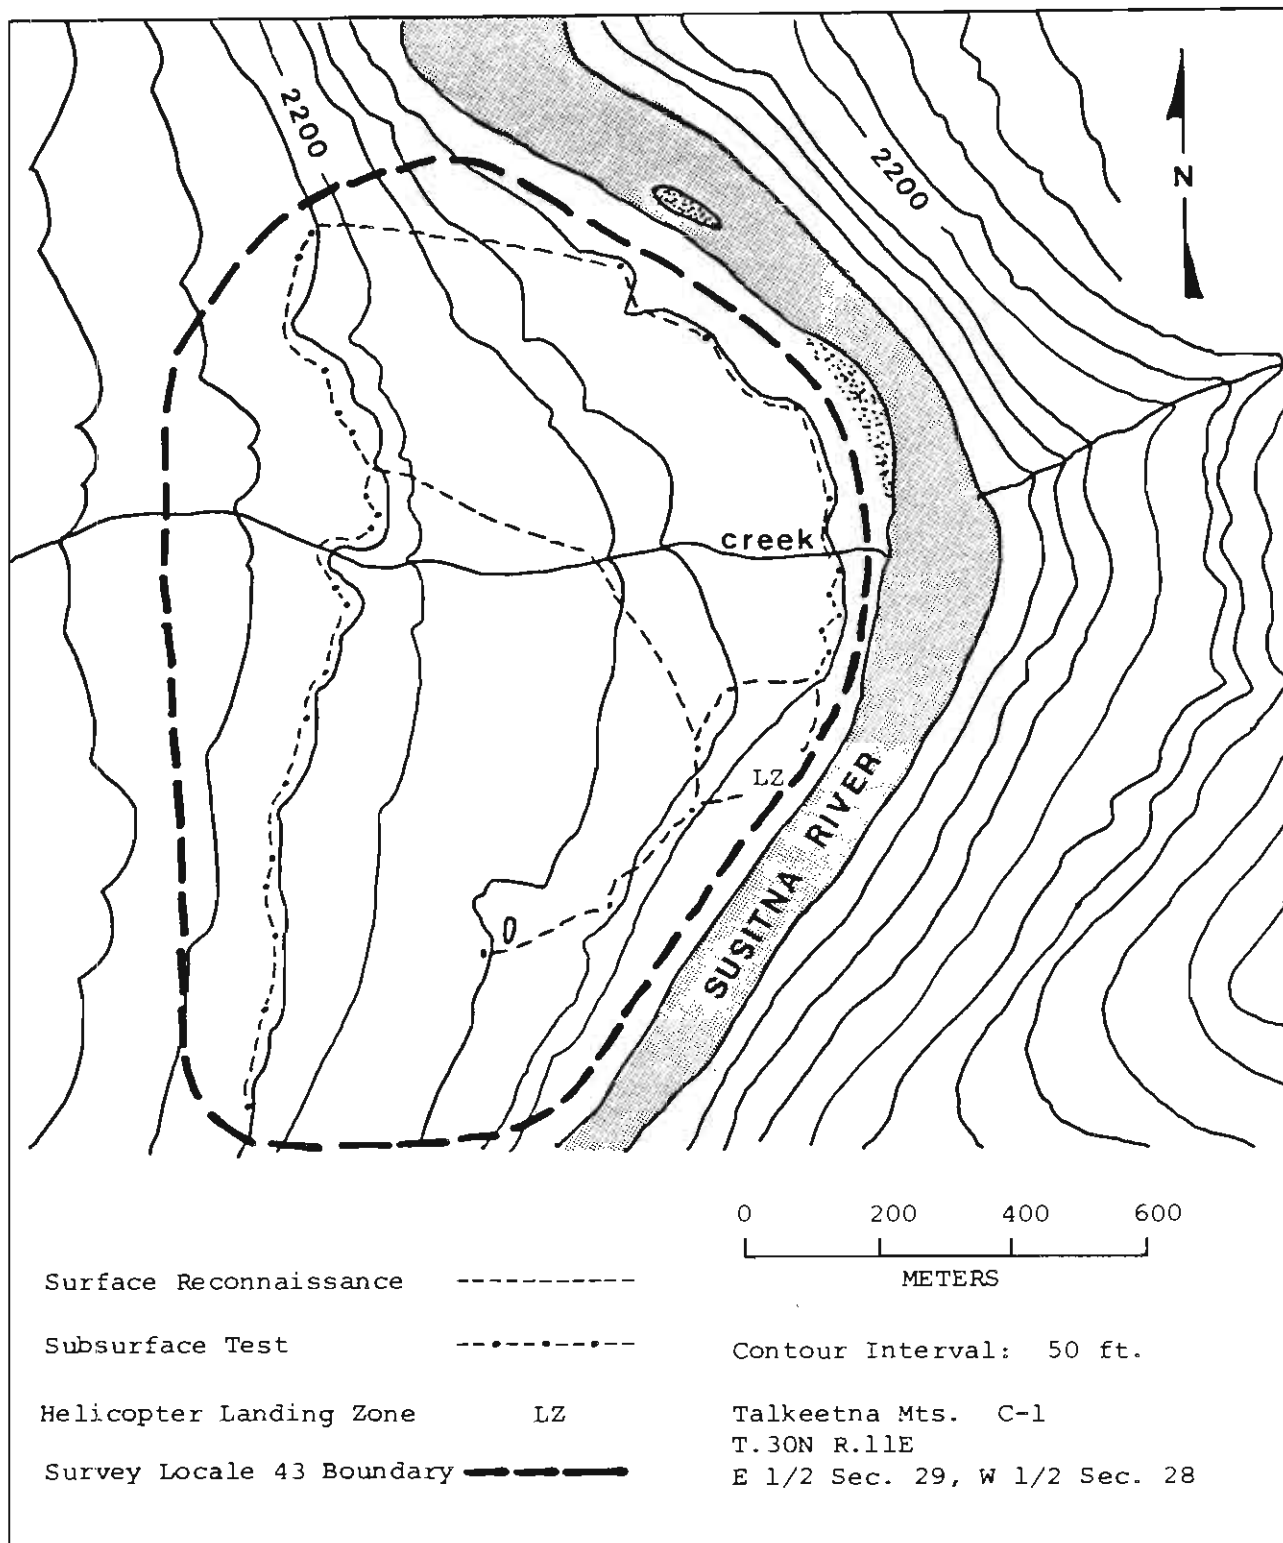 2200
2200
N
creek
LZ
SUSITNA RIVER
0 200 400 600
METERS
Surface Reconnaissance
Subsurface Test
Contour Interval: 50 ft.
Helicopter Landing Zone LZ
Talkeetna Mts. C-1
T.30N R.11E
Survey Locale 43 Boundary
E 1/2 Sec. 29, W 1/2 Sec. 28